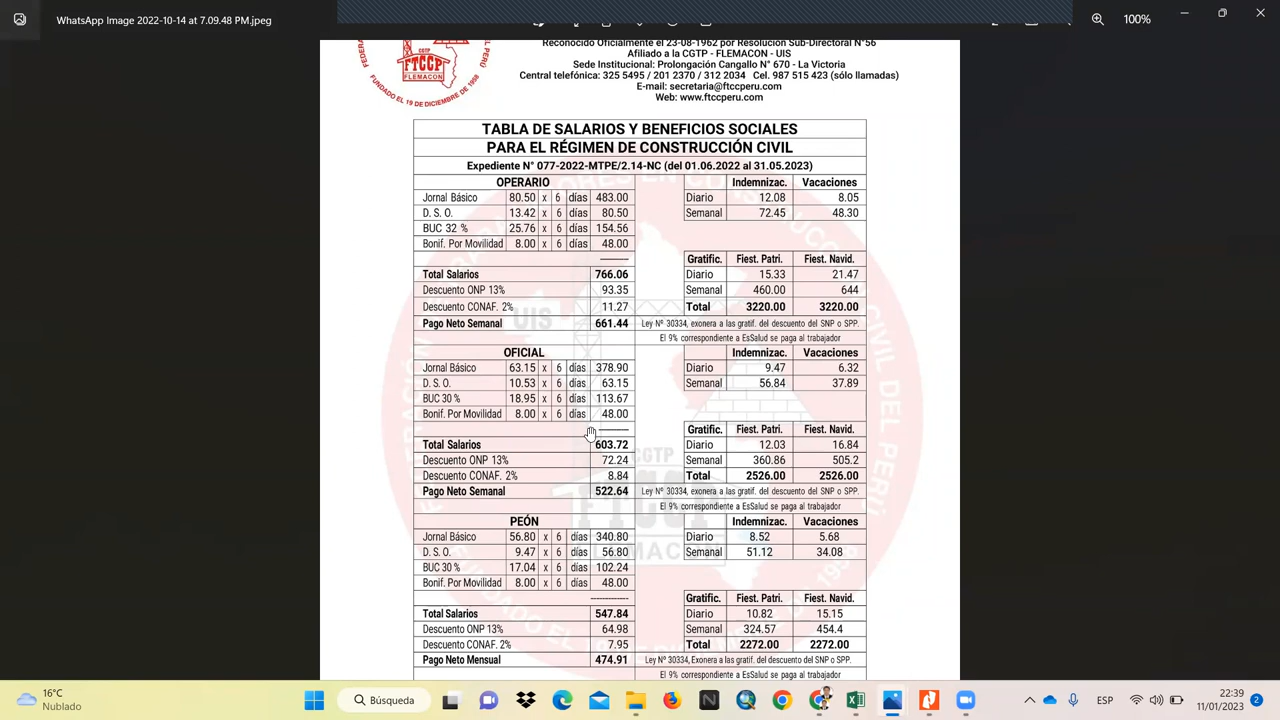 WhatsApp Image 2022-10-14 at 7.09.48 PM.jpeg
100%
FTCCP
CGTP
FLEMACON
FUNDADO EL 19 DE DICIEMBRE DE 1958
Reconocido Oficialmente el 23-08-1962 por Resolución Sub-Directoral N°56
Afiliado a la CGTP - FLEMACON - UIS
Sede Institucional: Prolongación Cangallo N° 670 - La Victoria
Central telefónica: 325 5495 / 201 2370 / 312 2034 Cel. 987 515 423 (sólo llamadas)
E-mail: secretaria@ftccperu.com
Web: www.ftccperu.com
TABLA DE SALARIOS Y BENEFICIOS SOCIALES
PARA EL RÉGIMEN DE CONSTRUCCIÓN CIVIL
Expediente N° 077-2022-MTPE/2.14-NC (del 01.06.2022 al 31.05.2023)
OPERARIO Indemnizac. Vacaciones
Jornal Básico 80.50 x 6 días 483.00 Diario 12.08 8.05
D. S. O. 13.42 x 6 días 80.50 Semanal 72.45 48.30
BUC 32 % 25.76 x 6 días 154.56
Bonif. Por Movilidad 8.00 x 6 días 48.00
Gratific. Fiest. Patri. Fiest. Navid.
Total Salarios 766.06 Diario 15.33 21.47
Descuento ONP 13% 93.35 Semanal 460.00 644
Descuento CONAF. 2% 11.27 Total 3220.00 3220.00
Pago Neto Semanal 661.44 Ley Nº 30334, exonera a las gratif. del descuento del SNP o SPP.
El 9% correspondiente a EsSalud se paga al trabajador
OFICIAL Indemnizac. Vacaciones
Jornal Básico 63.15 x 6 días 378.90 Diario 9.47 6.32
D. S. O. 10.53 x 6 días 63.15 Semanal 56.84 37.89
BUC 30 % 18.95 x 6 días 113.67
Bonif. Por Movilidad 8.00 x 6 días 48.00
Gratific. Fiest. Patri. Fiest. Navid.
Total Salarios 603.72 Diario 12.03 16.84
Descuento ONP 13% 72.24 Semanal 360.86 505.2
Descuento CONAF. 2% 8.84 Total 2526.00 2526.00
Pago Neto Semanal 522.64 Ley Nº 30334, exonera a las gratif. del descuento del SNP o SPP.
El 9% correspondiente a EsSalud se paga al trabajador
PEÓN Indemnizac. Vacaciones
Jornal Básico 56.80 x 6 días 340.80 Diario 8.52 5.68
D. S. O. 9.47 x 6 días 56.80 Semanal 51.12 34.08
BUC 30 % 17.04 x 6 días 102.24
Bonif. Por Movilidad 8.00 x 6 días 48.00
Gratific. Fiest. Patri. Fiest. Navid.
Total Salarios 547.84 Diario 10.82 15.15
Descuento ONP 13% 64.98 Semanal 324.57 454.4
Descuento CONAF. 2% 7.95 Total 2272.00 2272.00
Pago Neto Mensual 474.91 Ley Nº 30334, Exonera a las gratif. del descuento del SNP o SPP.
El 9% correspondiente a EsSalud se paga al trabajador
UIS
CGTP
FTCCP
FLEMACON
16°C
Nublado
Búsqueda
ESP
22:39
11/01/2023
2